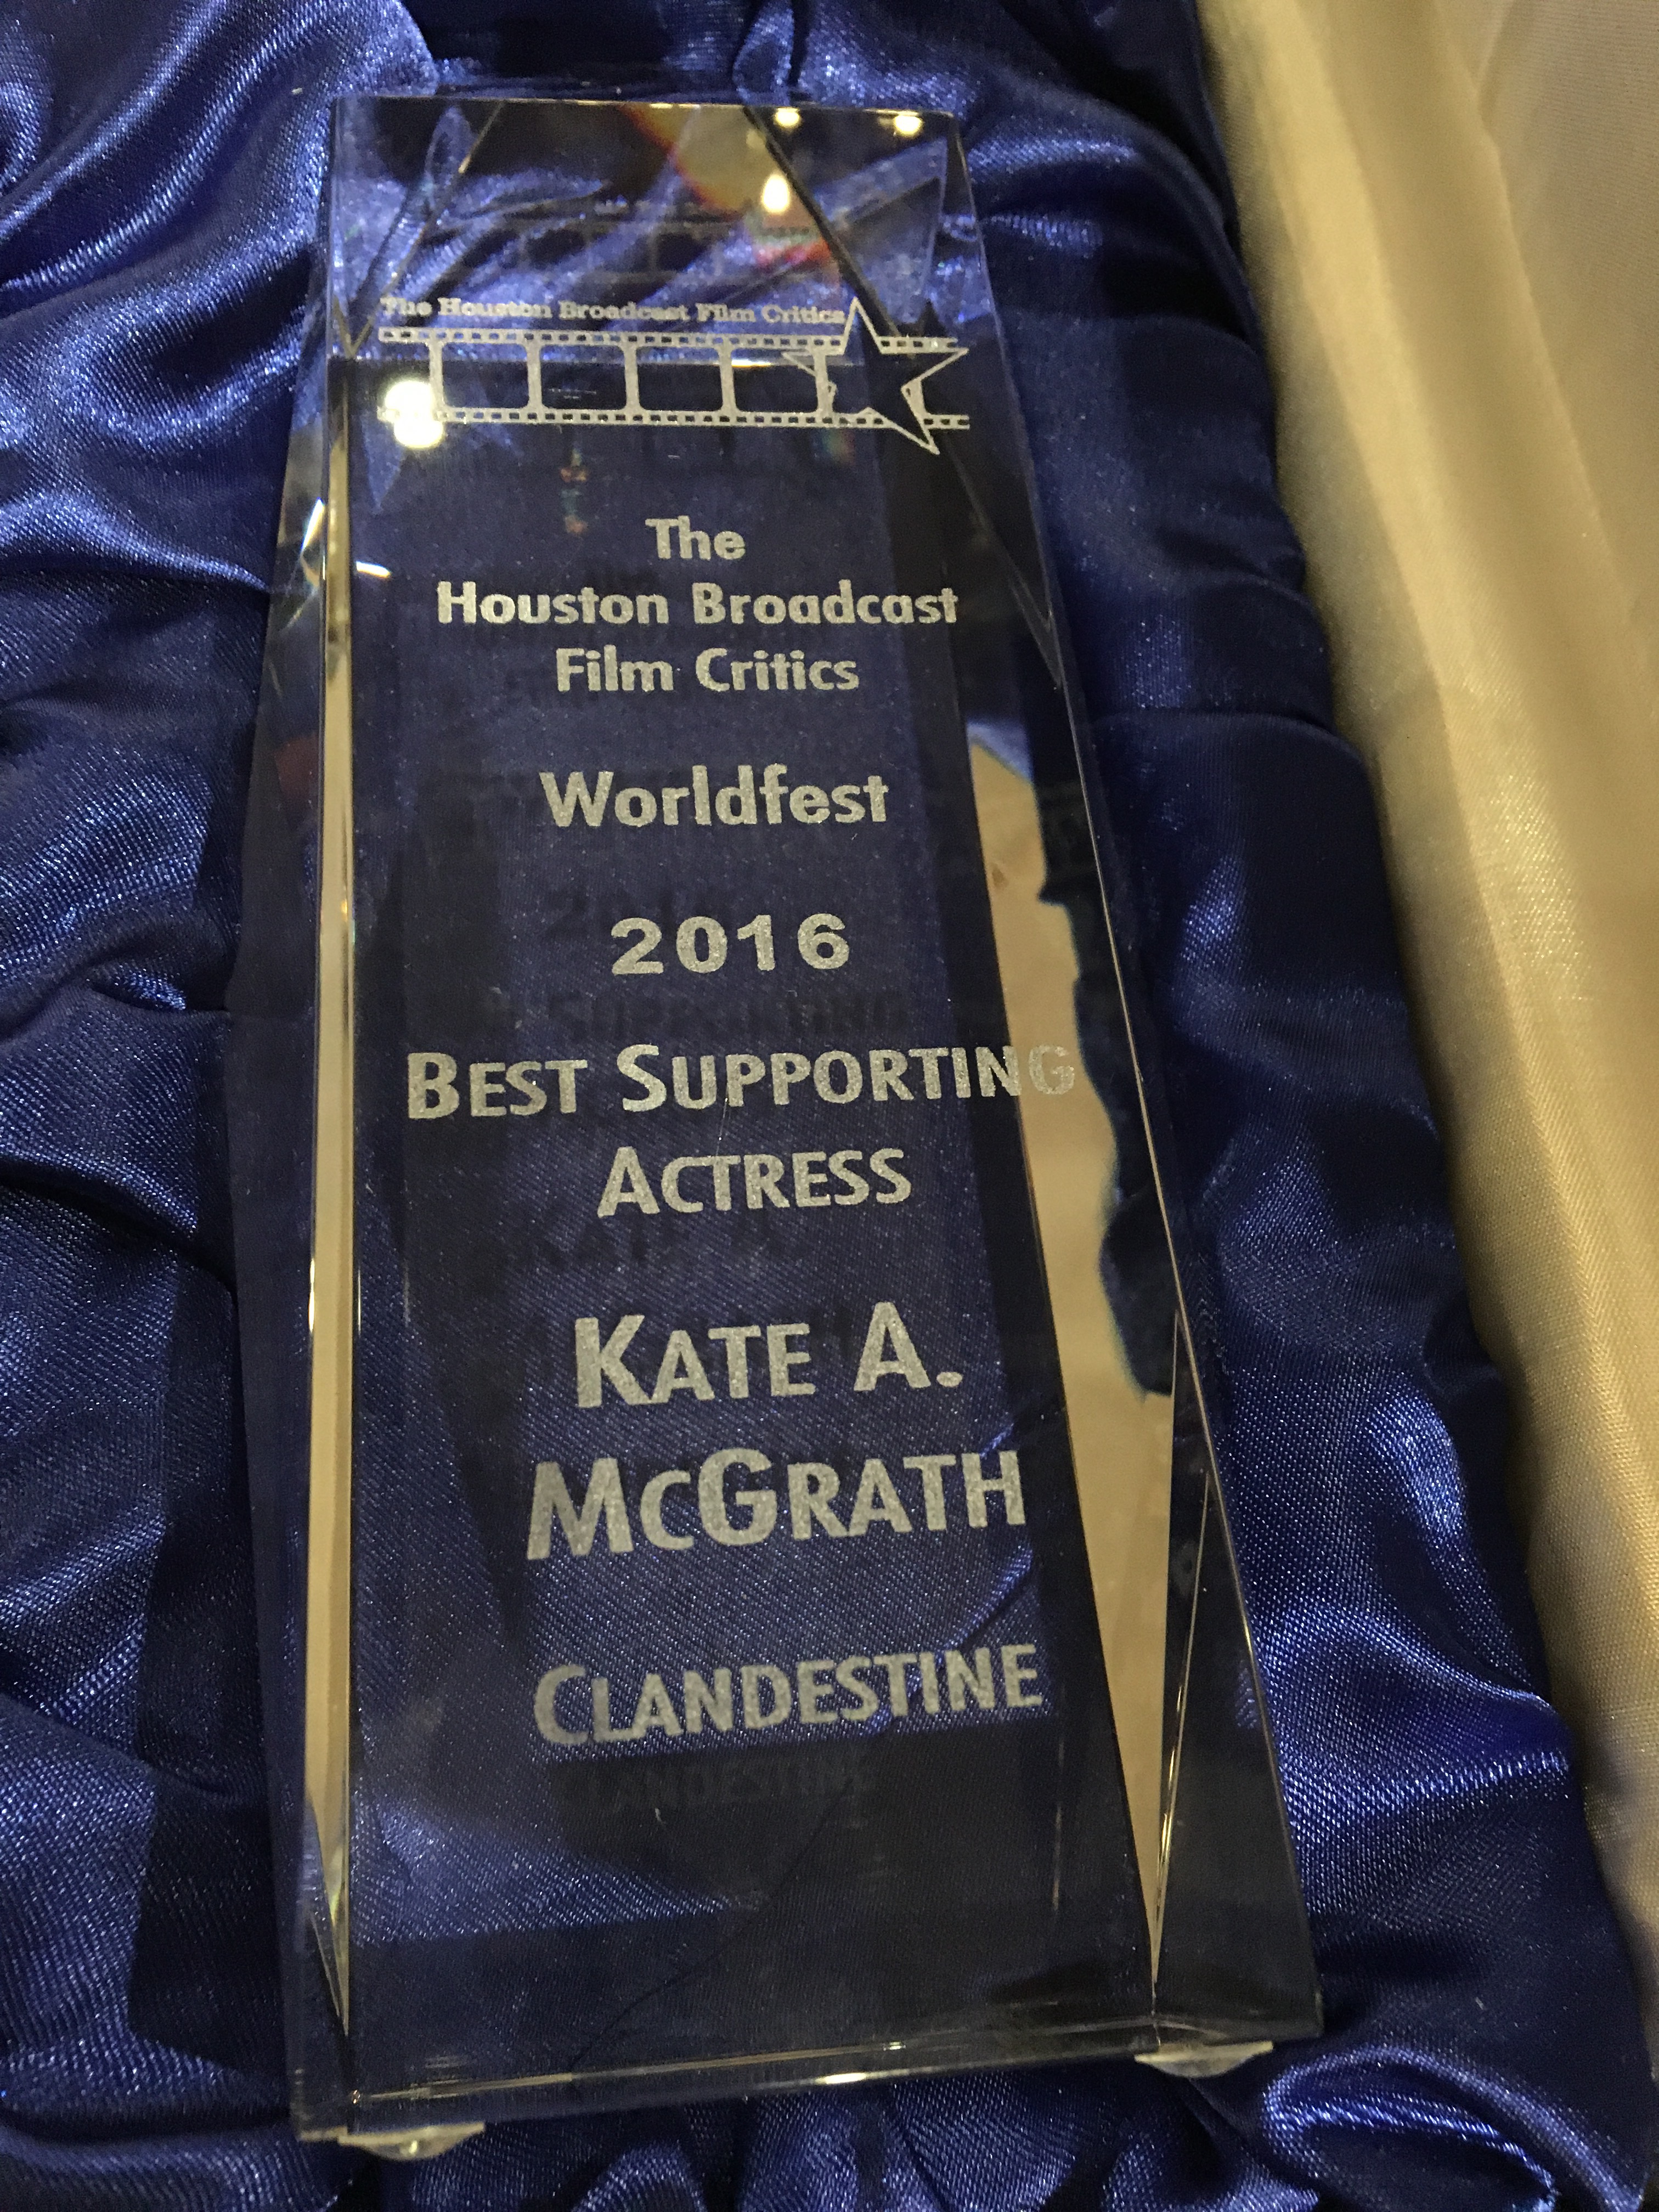 The Houston Broadcast Film Critics
The
Houston Broadcast
Film Critics
Worldfest
2016
BEST SUPPORTING
ACTRESS
KATE A.
MCGRATH
CLANDESTINE